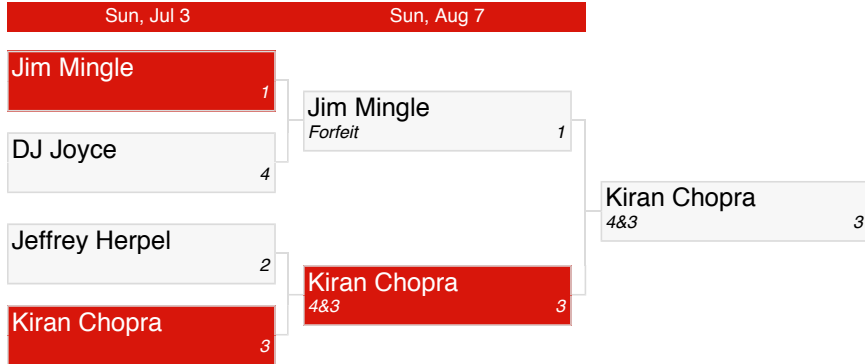 Sun, Jul 3
Sun, Aug 7
Jim Mingle
1
DJ Joyce
4
Jeffrey Herpel
2
Kiran Chopra
3
Jim Mingle
Forfeit 1
Kiran Chopra
4&3 3
Kiran Chopra
4&3 3